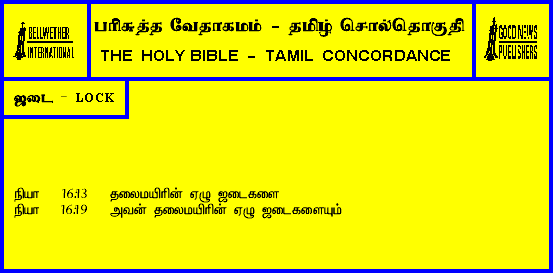 BELLWETHER
INTERNATIONAL
பரிசுத்த வேதாகமம் - தமிழ் சொல்தொகுதி
THE HOLY BIBLE - TAMIL CONCORDANCE
GOOD NEWS
PUBLISHERS
ஜடை - LOCK
நியா 16:13 தலைமயிரின் ஏழு ஜடைகளை
நியா 16:19 அவன் தலைமயிரின் ஏழு ஜடைகளையும்